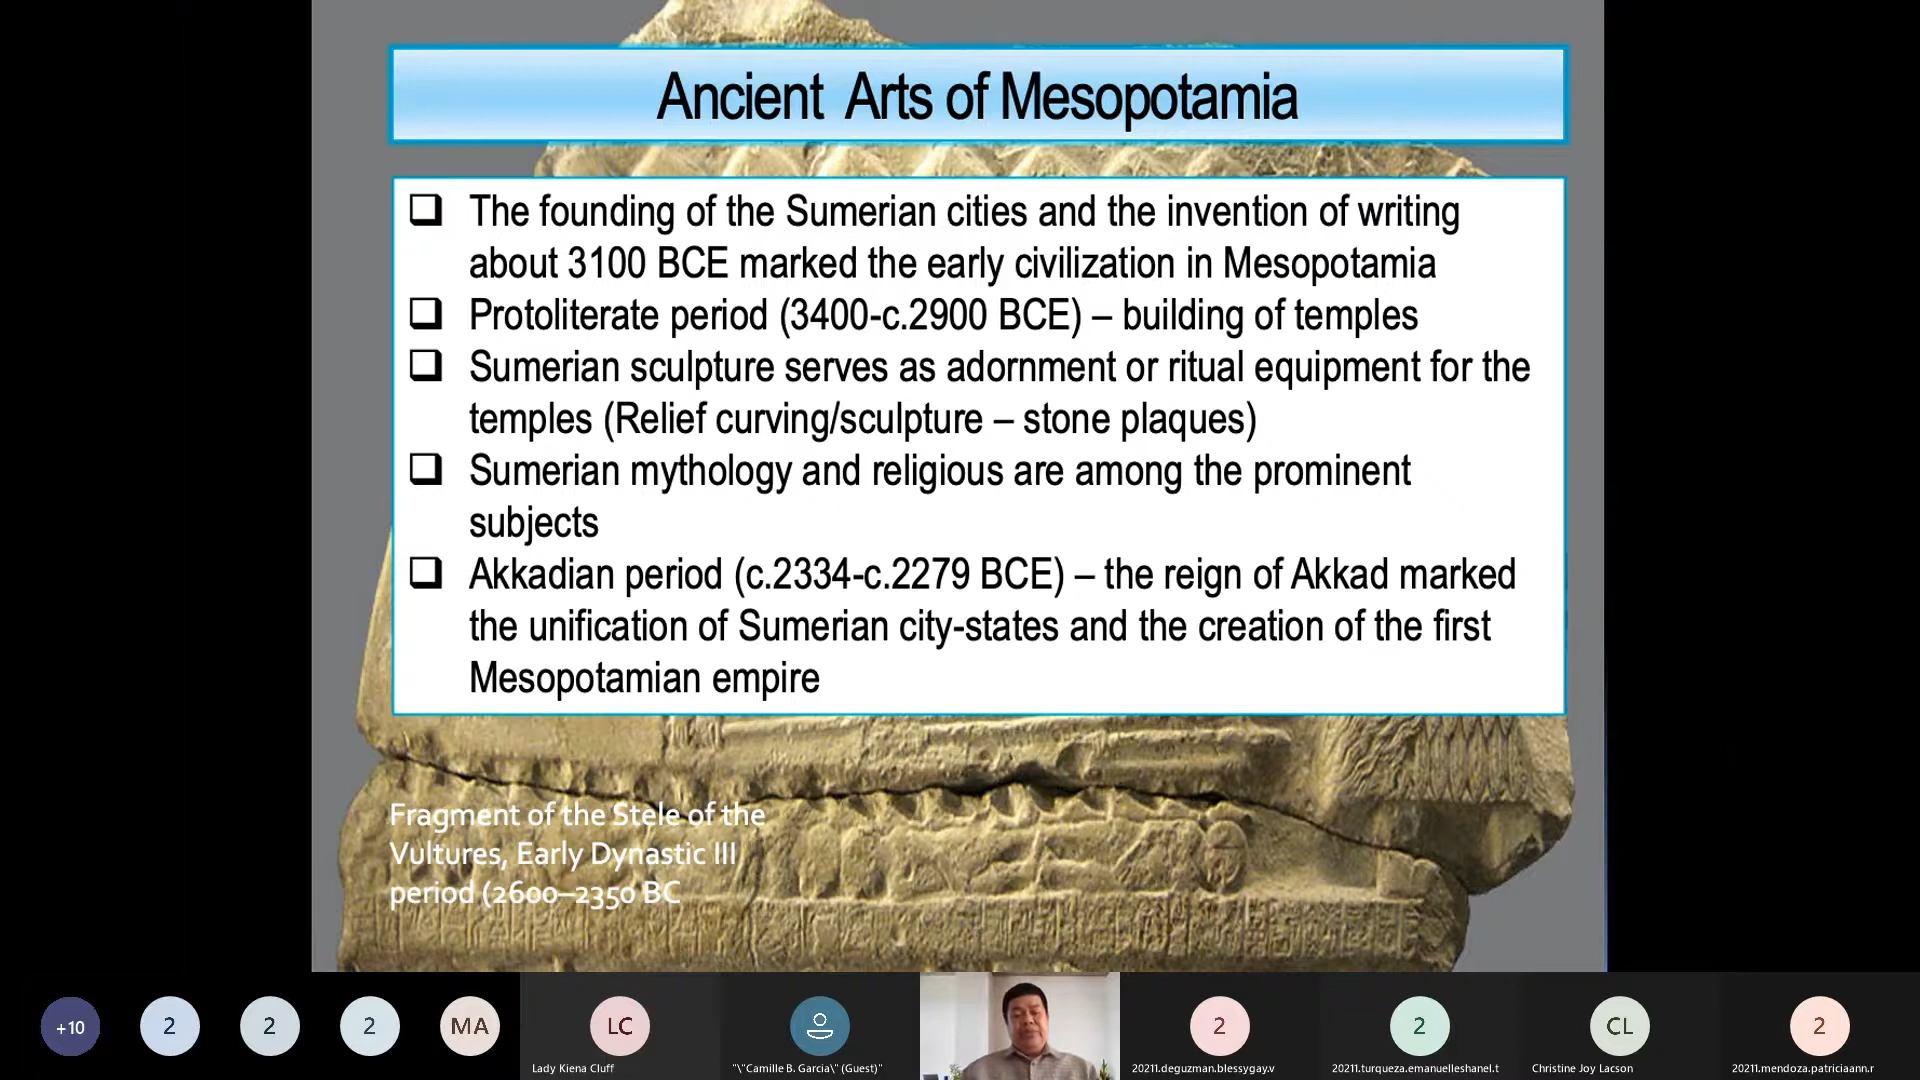 Ancient Arts of Mesopotamia
❑ The founding of the Sumerian cities and the invention of writing
about 3100 BCE marked the early civilization in Mesopotamia
❑ Protoliterate period (3400-c.2900 BCE) – building of temples
❑ Sumerian sculpture serves as adornment or ritual equipment for the
temples (Relief curving/sculpture – stone plaques)
❑ Sumerian mythology and religious are among the prominent
subjects
❑ Akkadian period (c.2334-c.2279 BCE) – the reign of Akkad marked
the unification of Sumerian city-states and the creation of the first
Mesopotamian empire
Fragment of the Stele of the
Vultures, Early Dynastic III
period (2600–2350 BC
+10
2
2
2
MA
LC
2
2
CL
2
Lady Kiena Cluff
"\"Camille B. Garcia\" (Guest)"
20211.deguzman.blessygay.v
20211.turqueza.emanuelleshanel.t
Christine Joy Lacson
20211.mendoza.patriciaann.r